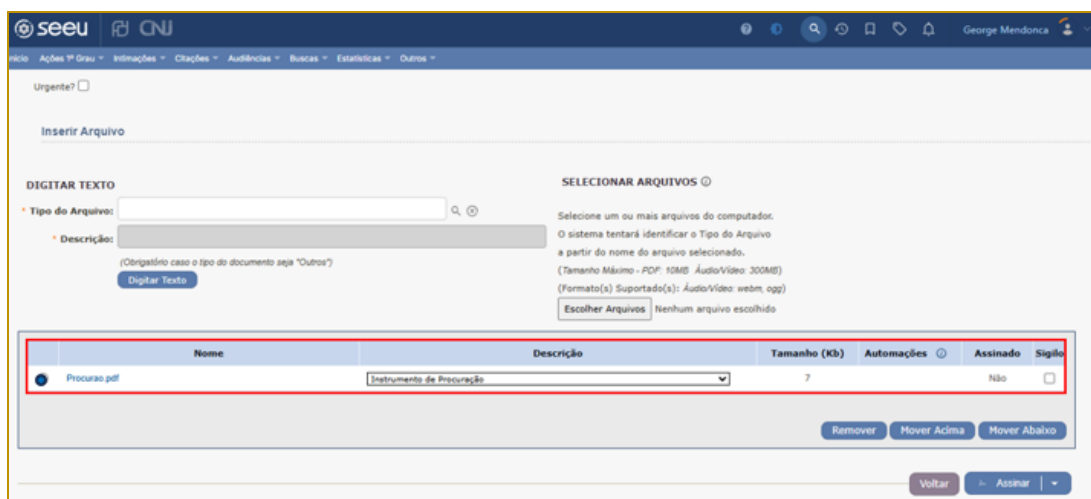 seeu CNJ George Mendonca
Início Ações 1º Grau Intimações Citações Audiências Buscas Estatísticas Outros
Urgente?
Inserir Arquivo
DIGITAR TEXTO
* Tipo do Arquivo:
* Descrição:
(Obrigatório caso o tipo do documento seja "Outros")
Digitar Texto
SELECIONAR ARQUIVOS
Selecione um ou mais arquivos do computador.
O sistema tentará identificar o Tipo do Arquivo
a partir do nome do arquivo selecionado.
(Tamanho Máximo - PDF: 10MB Áudio/Vídeo: 300MB)
(Formato(s) Suportado(s): Áudio/Vídeo: webm, ogg)
Escolher Arquivos Nenhum arquivo escolhido
Nome Descrição Tamanho (Kb) Automações Assinado Sigilo
Procurao.pdf Instrumento de Procuração 7 Não
Remover Mover Acima Mover Abaixo
Voltar Assinar